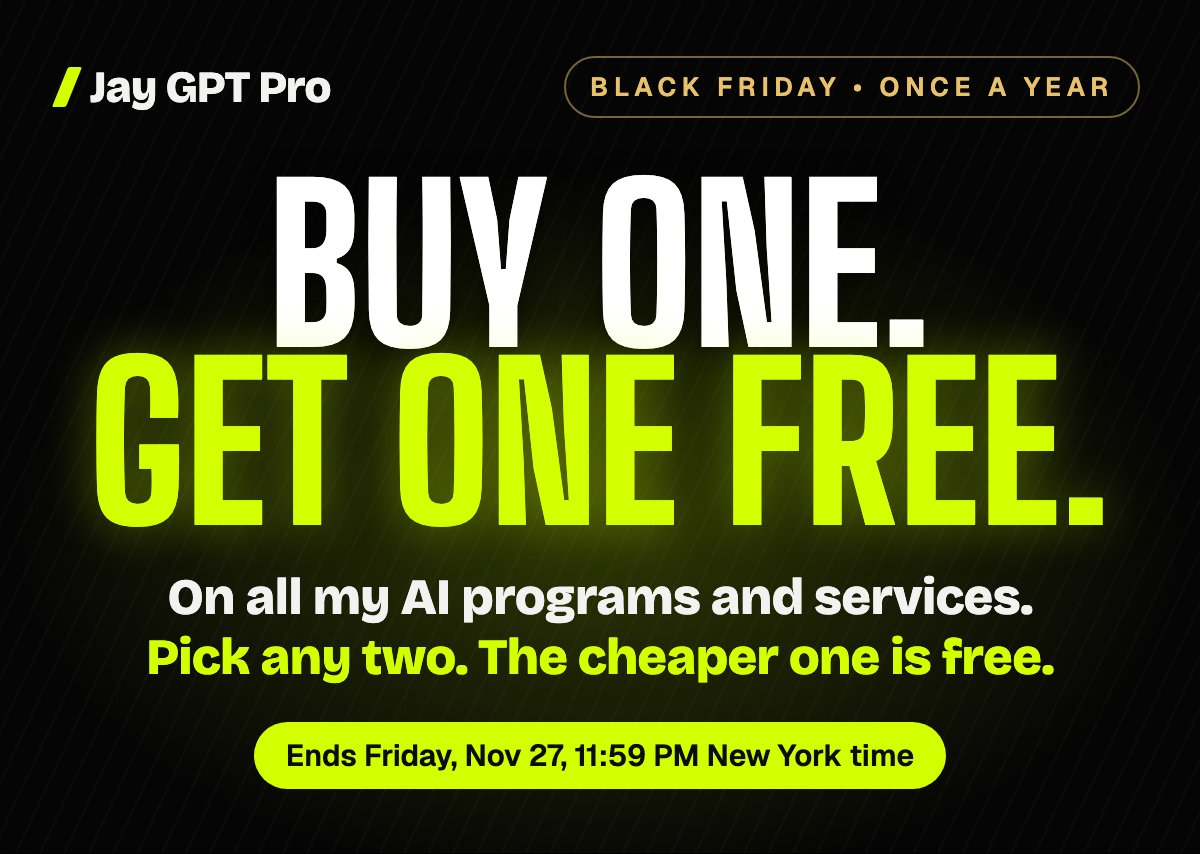 Jay GPT Pro
BLACK FRIDAY • ONCE A YEAR
BUY ONE.
GET ONE FREE.
On all my AI programs and services.
Pick any two. The cheaper one is free.
Ends Friday, Nov 27, 11:59 PM New York time